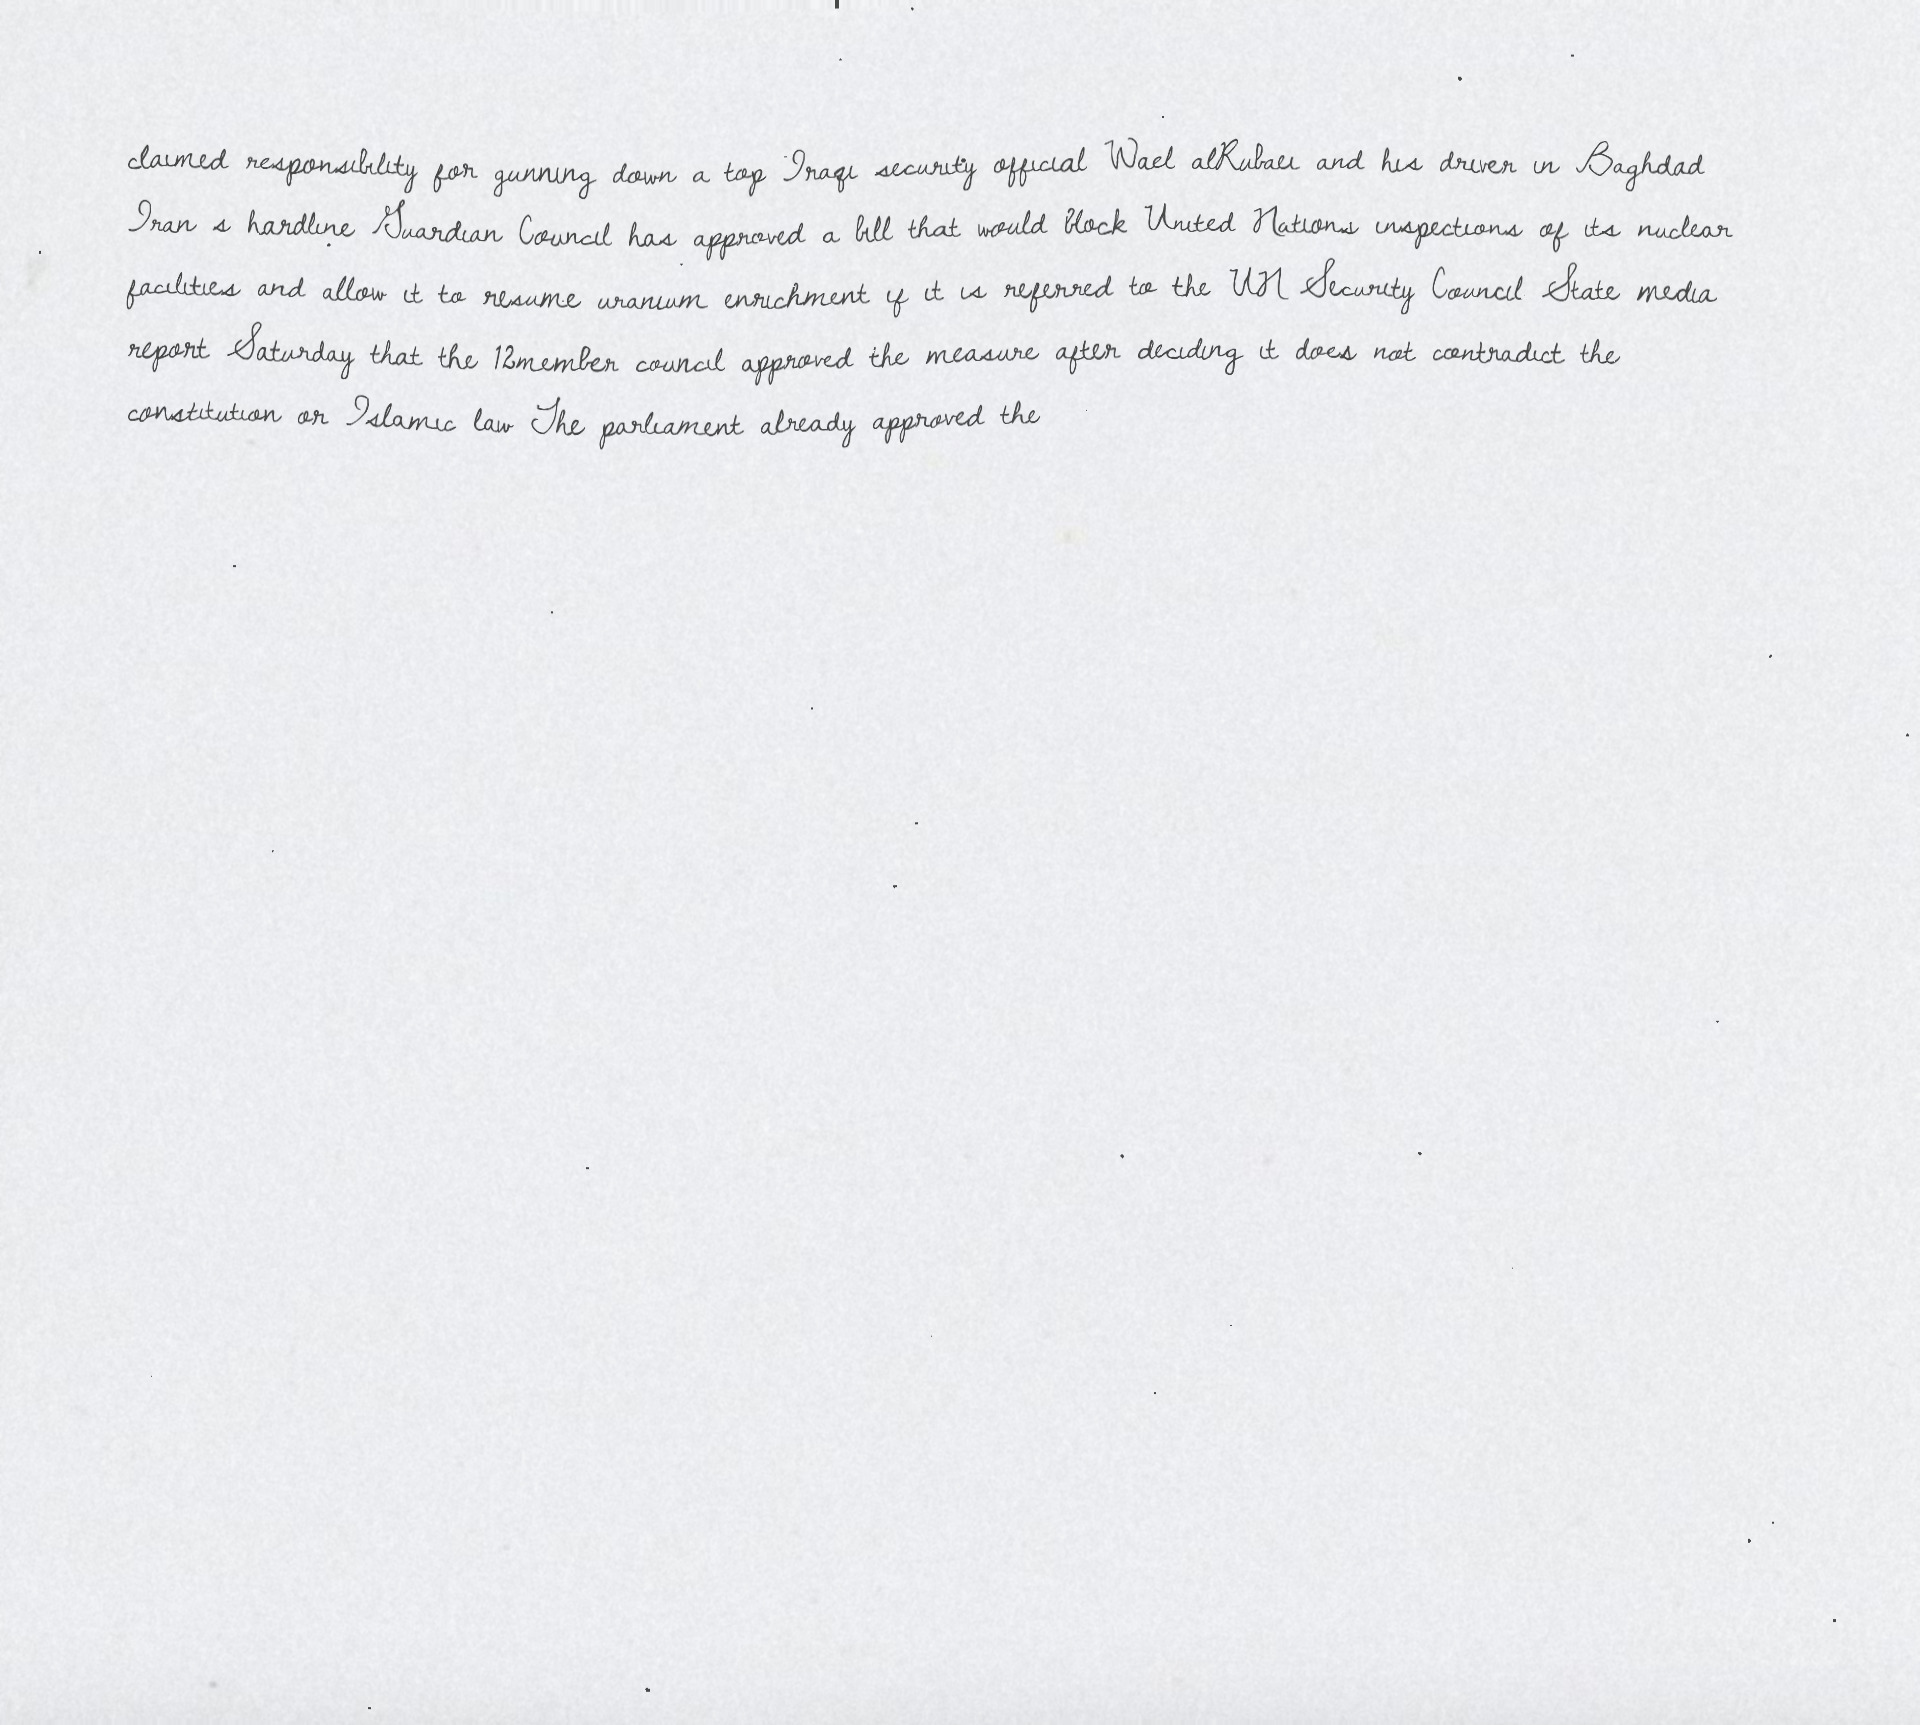 claimed responsibility for gunning down a top Iraqi security official Wael alRubaei and his driver in Baghdad
Iran s hardline Guardian Council has approved a bill that would block United Nations inspections of its nuclear
facilities and allow it to resume uranium enrichment if it is referred to the UN Security Council State media
report Saturday that the 12member council approved the measure after deciding it does not contradict the
constitution or Islamic law The parliament already approved the